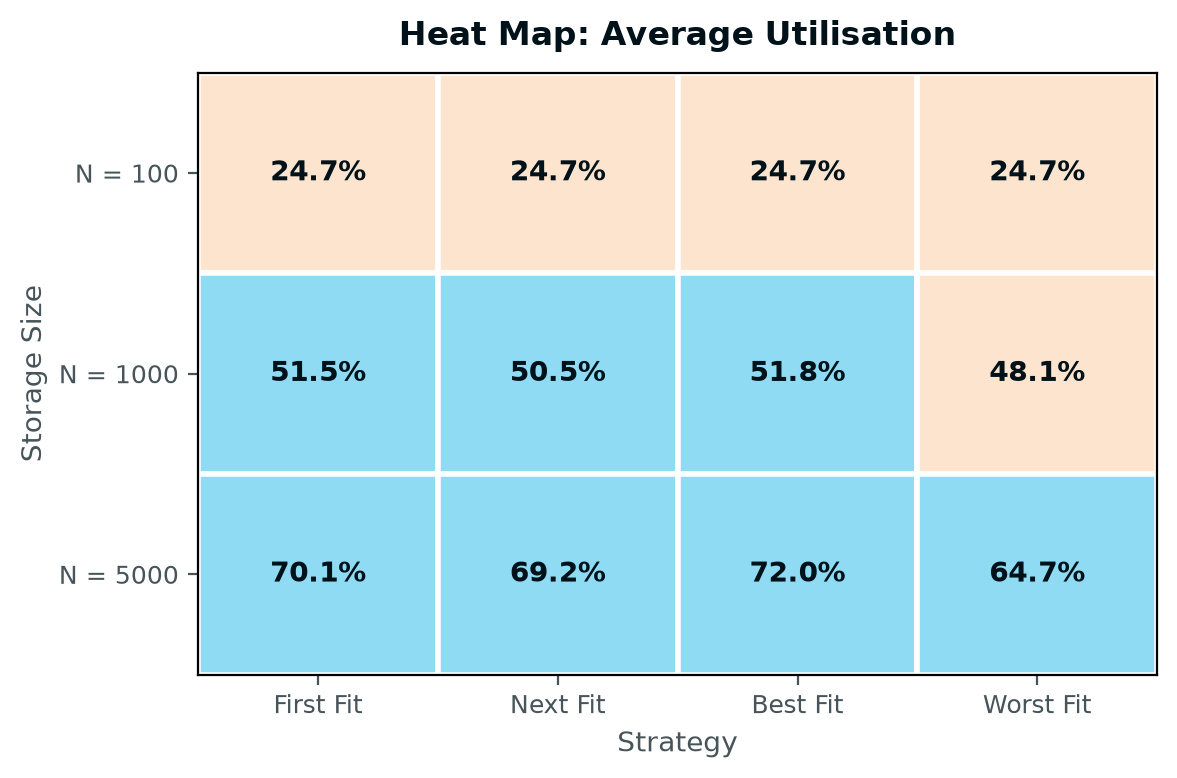 Heat Map: Average Utilisation
Storage Size
N = 100
24.7%
24.7%
24.7%
24.7%
N = 1000
51.5%
50.5%
51.8%
48.1%
N = 5000
70.1%
69.2%
72.0%
64.7%
First Fit
Next Fit
Best Fit
Worst Fit
Strategy